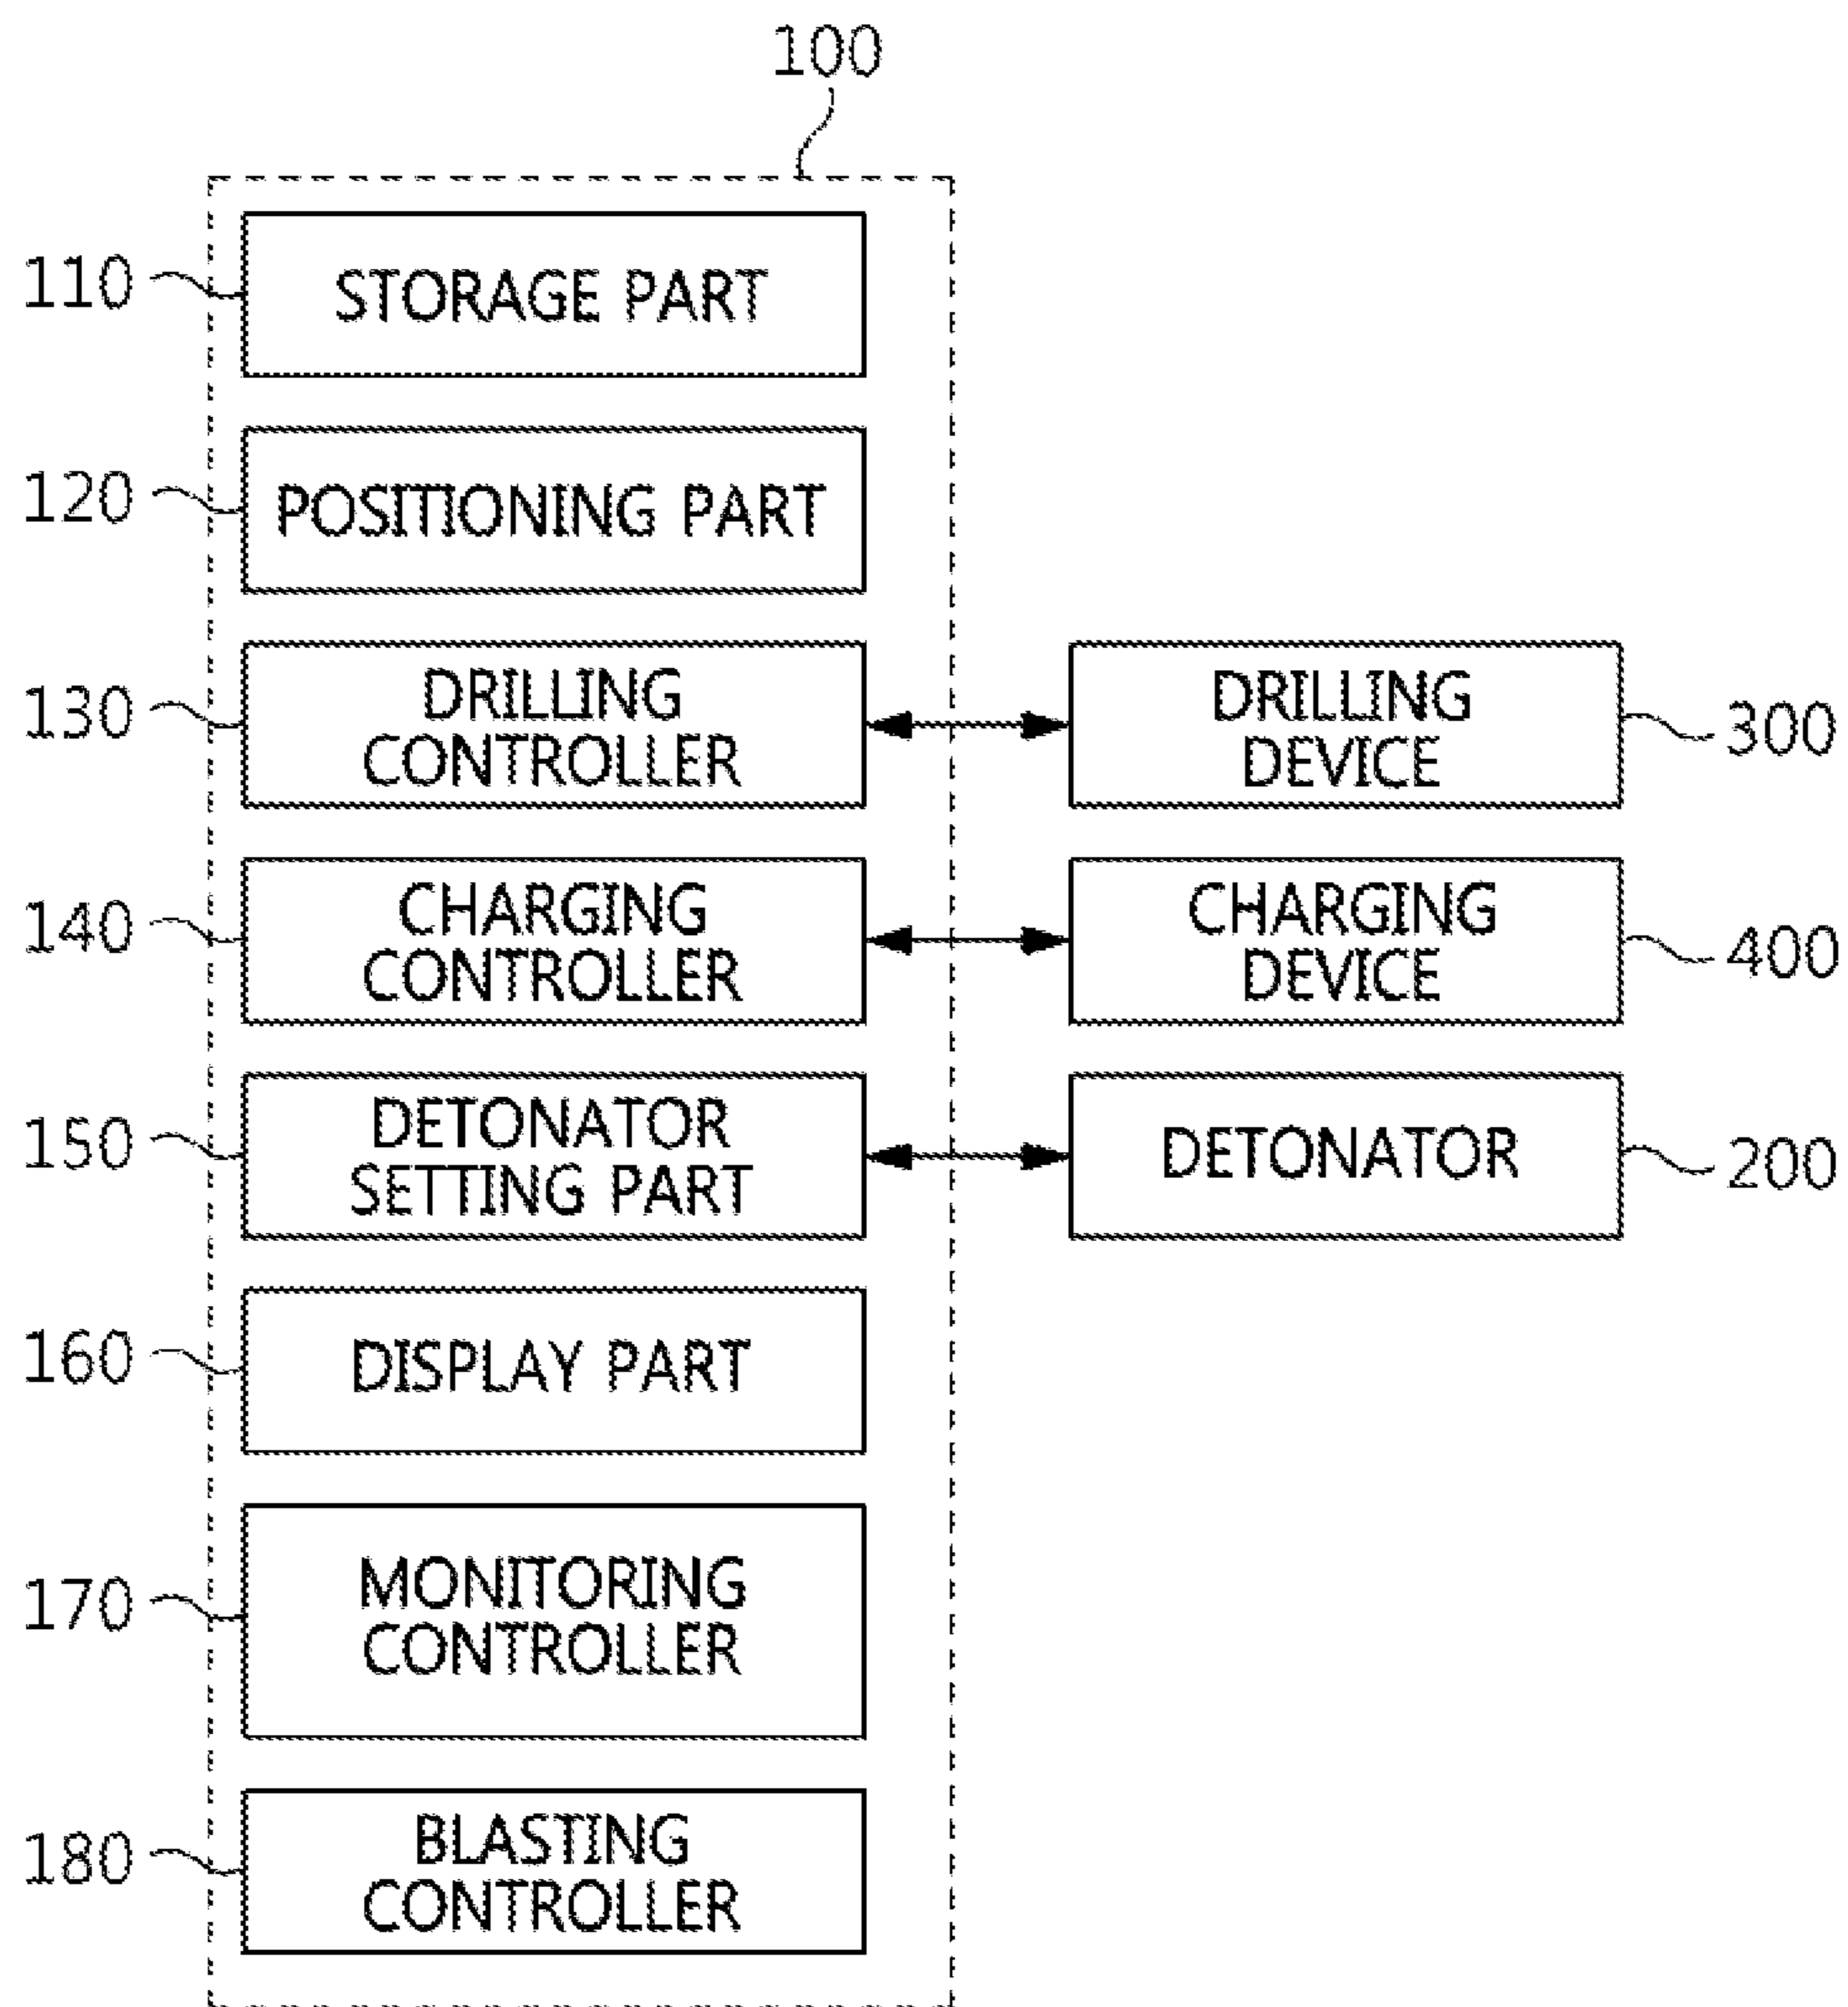 100
110
STORAGE PART
120
POSITIONING PART
130
DRILLING
CONTROLLER
DRILLING
DEVICE
300
140
CHARGING
CONTROLLER
CHARGING
DEVICE
400
150
DETONATOR
SETTING PART
DETONATOR
200
160
DISPLAY PART
170
MONITORING
CONTROLLER
180
BLASTING
CONTROLLER